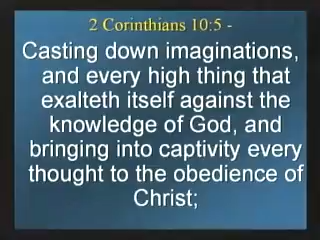 2 Corinthians 10:5 -
Casting down imaginations,
and every high thing that
exalteth itself against the
knowledge of God, and
bringing into captivity every
thought to the obedience of
Christ;